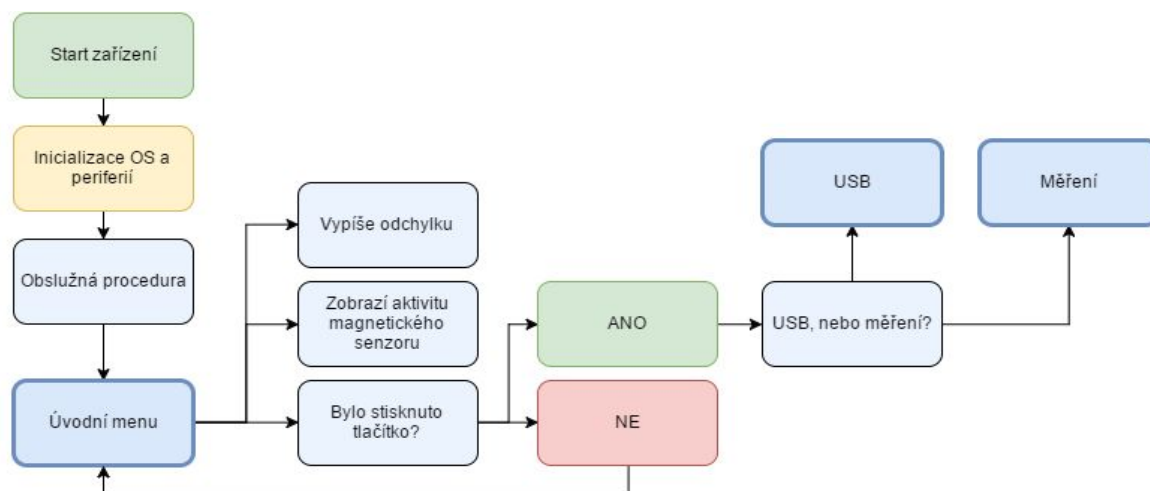 Start zařízení
Inicializace OS a
periferií
Obslužná procedura
Úvodní menu
Vypíše odchylku
Zobrazí aktivitu
magnetického
senzoru
Bylo stisknuto
tlačítko?
ANO
NE
USB, nebo měření?
USB
Měření